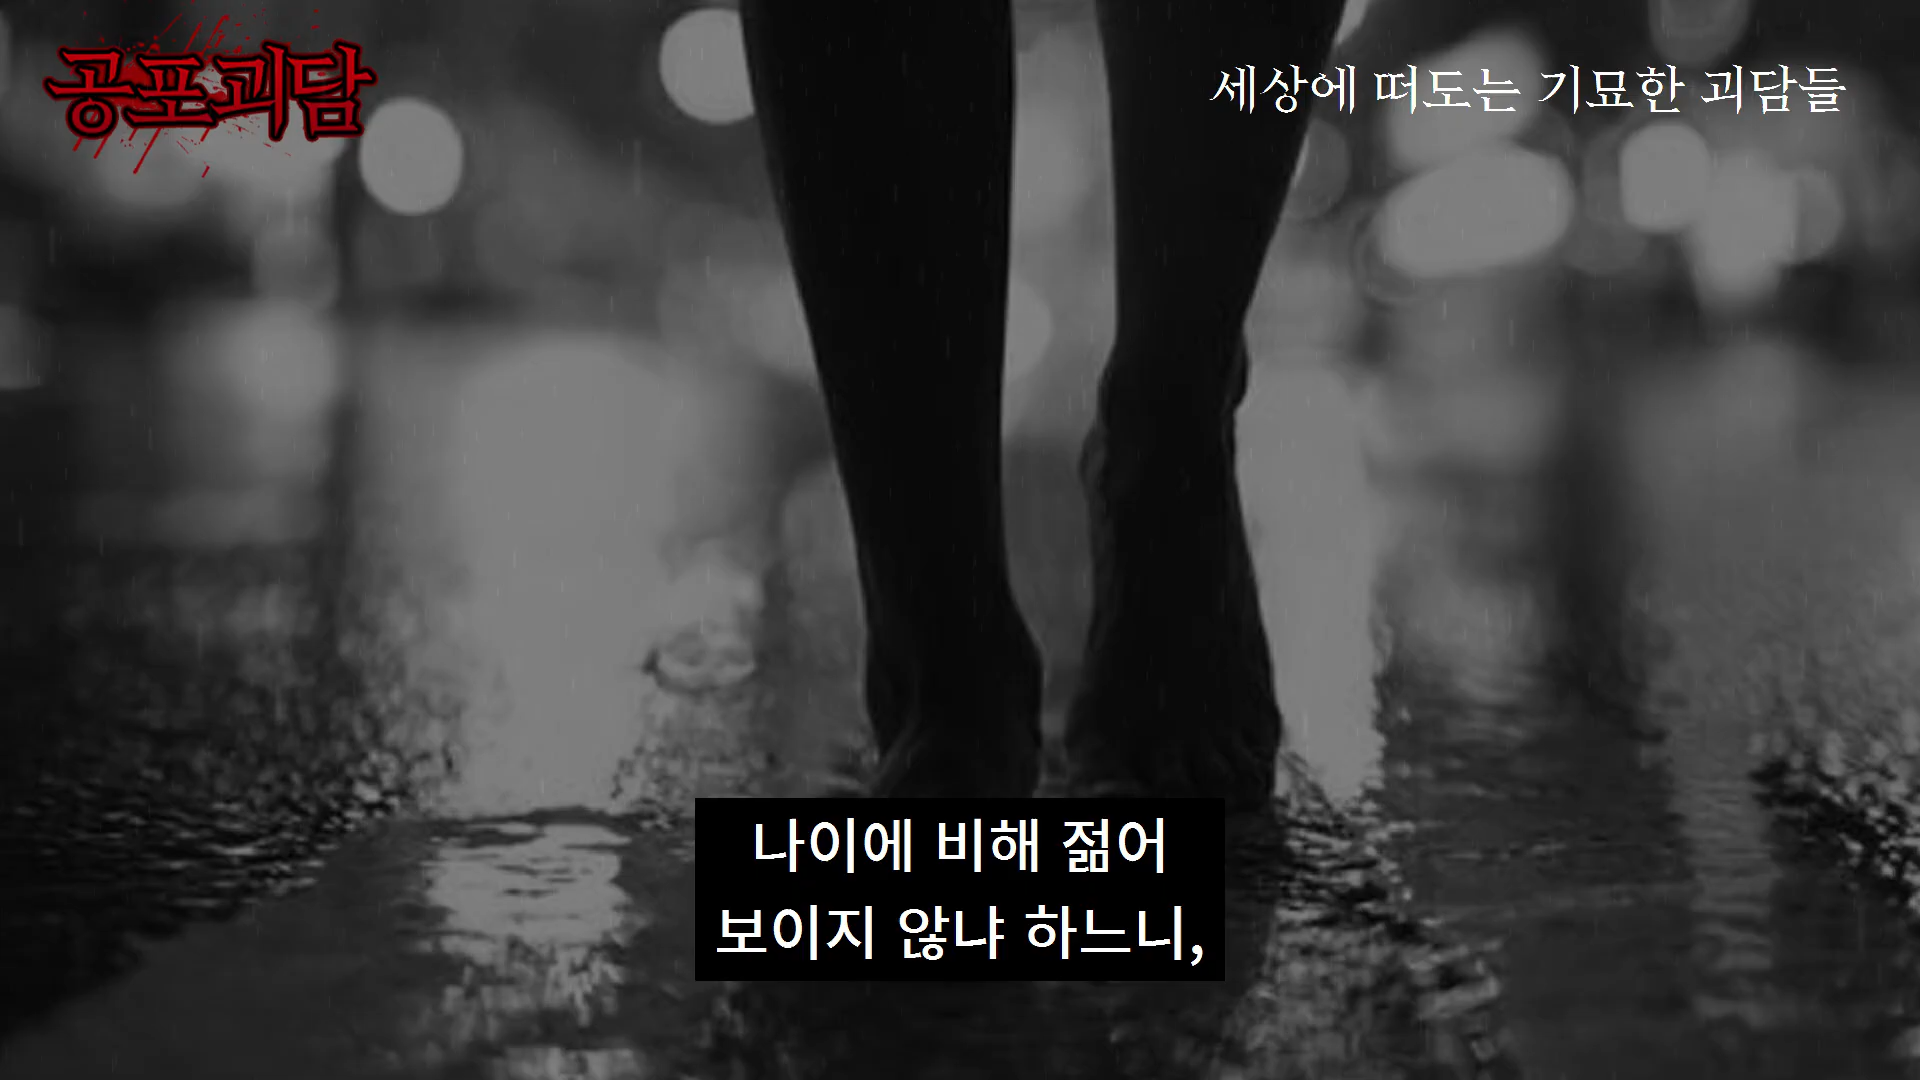 공포괴담
세상에 떠도는 기묘한 괴담들
나이에 비해 젊어
보이지 않냐 하느니,